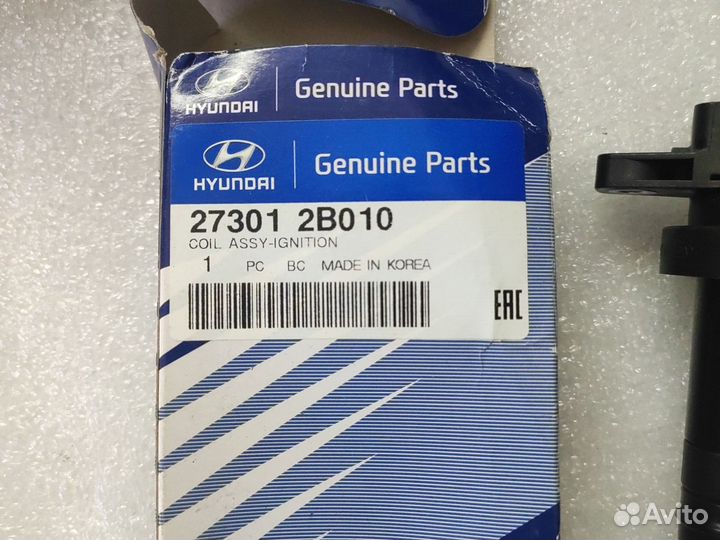 HYUNDAI Genuine Parts
HYUNDAI Genuine Parts
27301 2B010
COIL ASSY-IGNITION
1 PC BC MADE IN KOREA
EAC
Avito